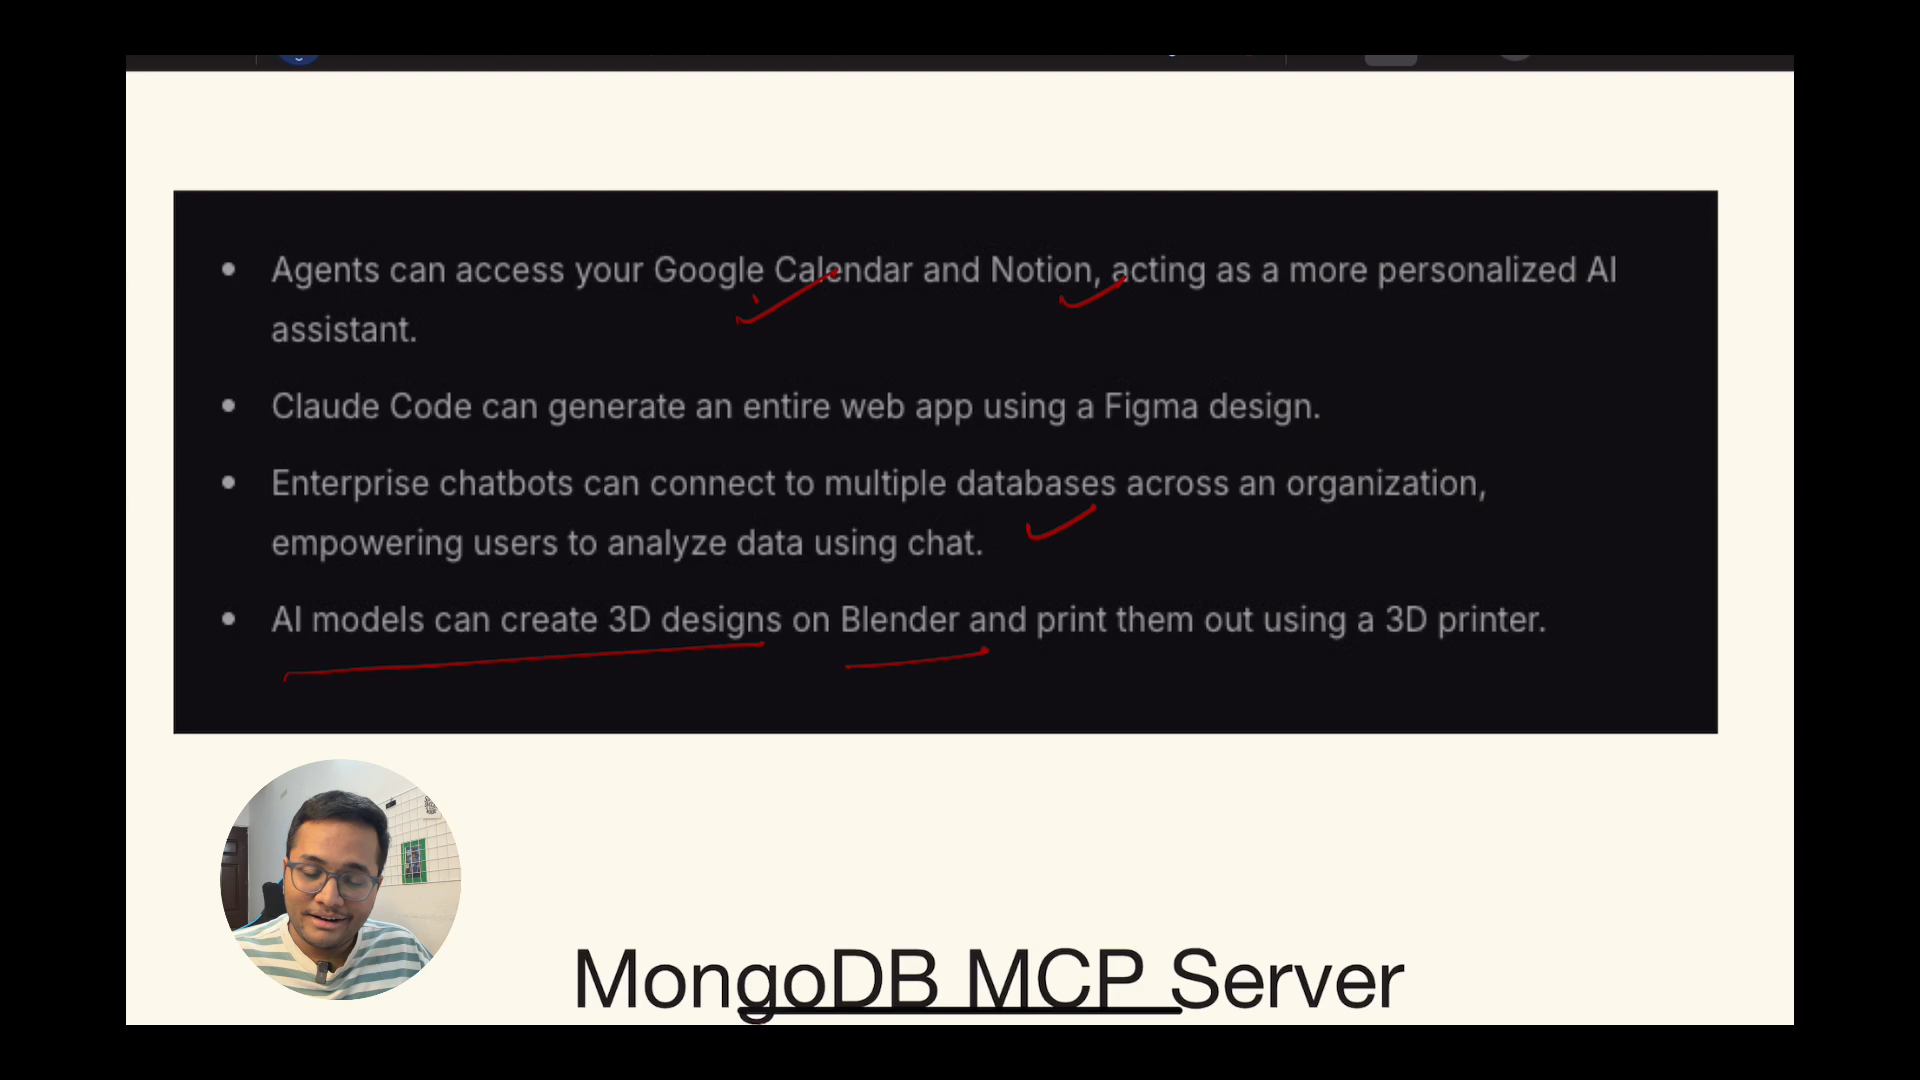 Agents can access your Google Calendar and Notion, acting as a more personalized AI
assistant.
Claude Code can generate an entire web app using a Figma design.
Enterprise chatbots can connect to multiple databases across an organization,
empowering users to analyze data using chat.
AI models can create 3D designs on Blender and print them out using a 3D printer.
MongoDB MCP Server